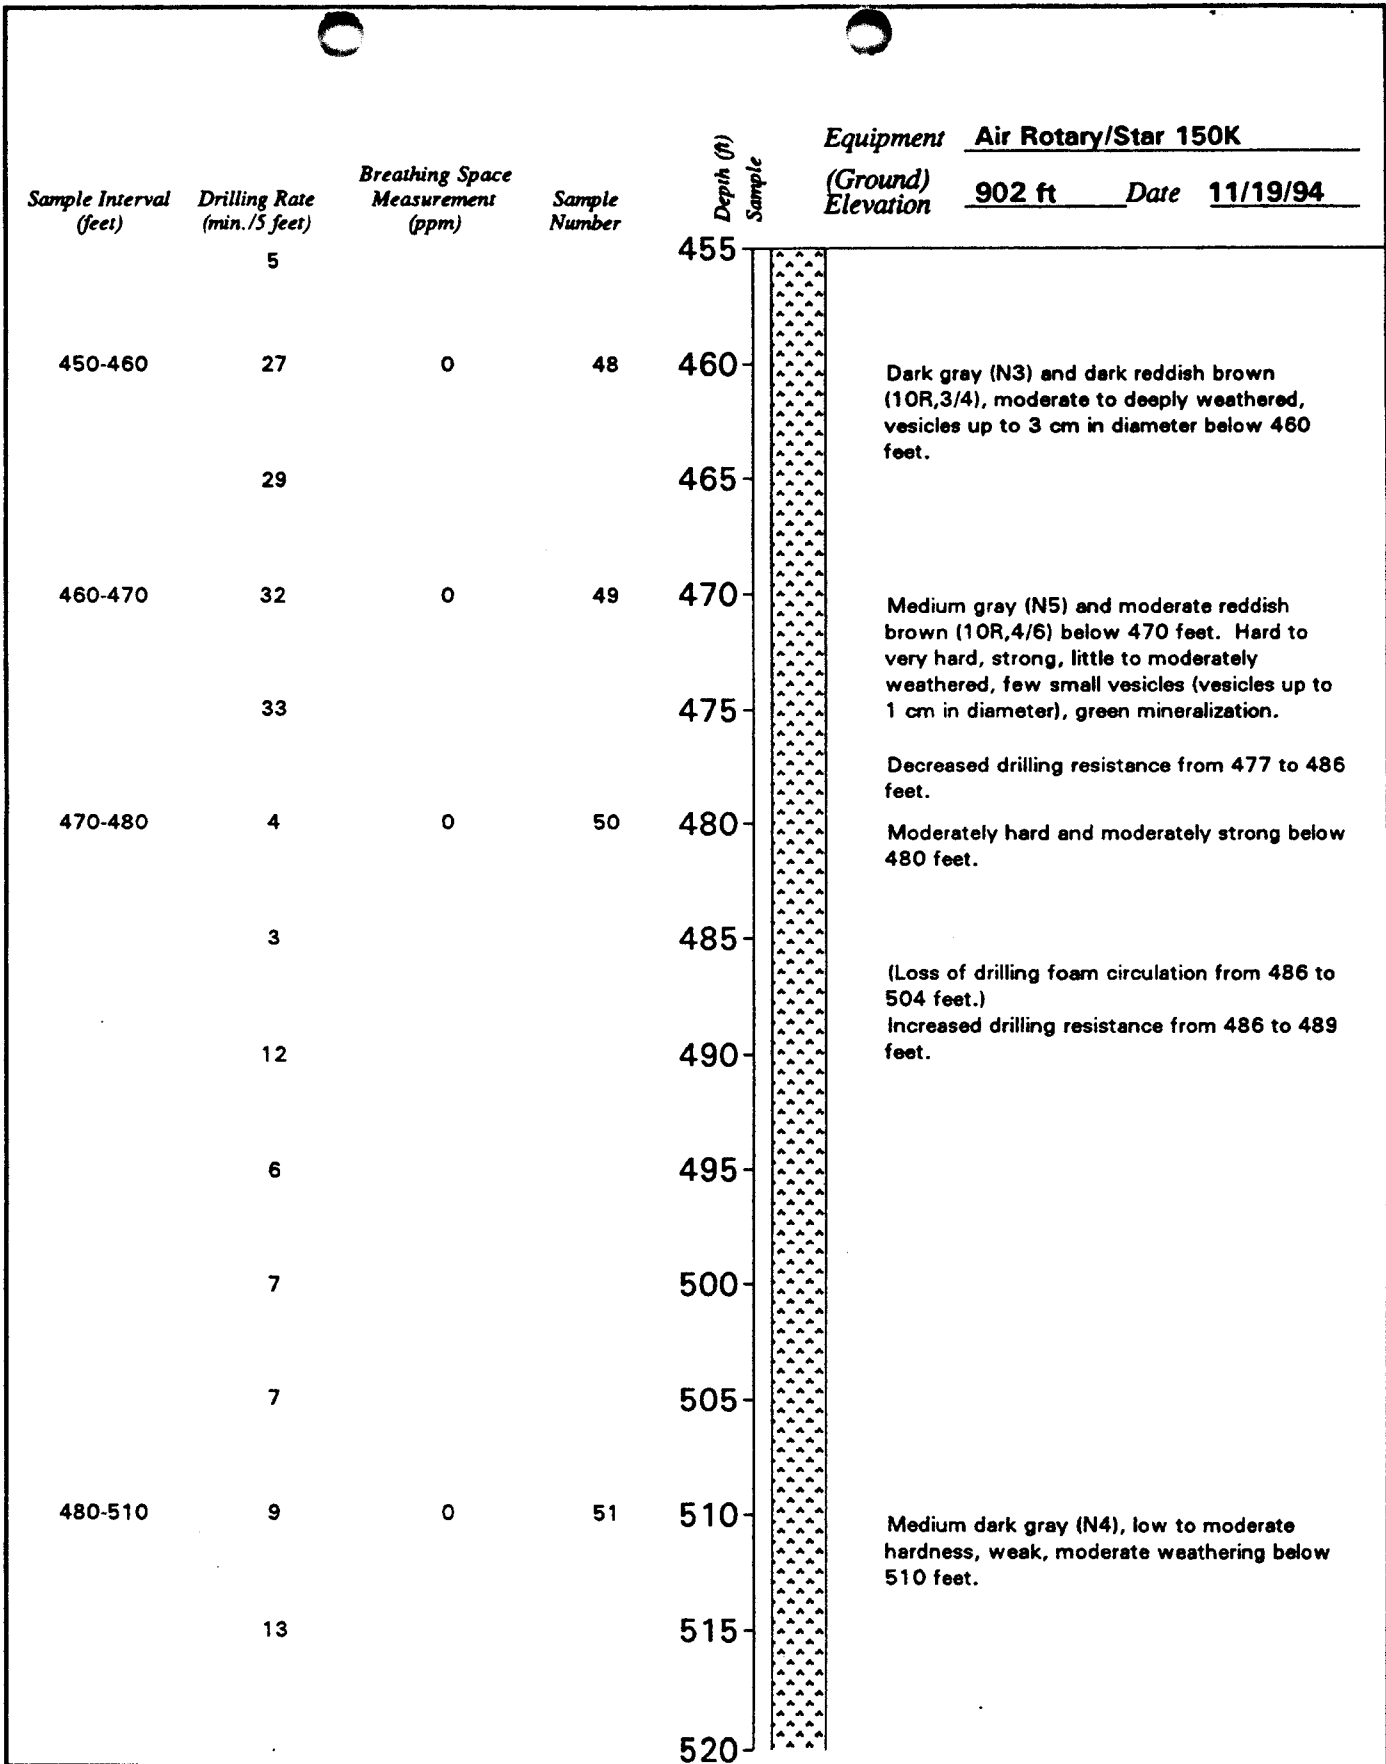 Equipment Air Rotary/Star 150K
(Ground) Elevation 902 ft Date 11/19/94
Sample Interval (feet) Drilling Rate (min./5 feet) Breathing Space Measurement (ppm) Sample Number Depth (ft) Sample
5 455
450-460 27 0 48 460
Dark gray (N3) and dark reddish brown
(10R,3/4), moderate to deeply weathered,
vesicles up to 3 cm in diameter below 460
feet.
29 465
460-470 32 0 49 470
Medium gray (N5) and moderate reddish
brown (10R,4/6) below 470 feet. Hard to
very hard, strong, little to moderately
weathered, few small vesicles (vesicles up to
1 cm in diameter), green mineralization.
33 475
Decreased drilling resistance from 477 to 486
feet.
470-480 4 0 50 480
Moderately hard and moderately strong below
480 feet.
3 485
(Loss of drilling foam circulation from 486 to
504 feet.)
Increased drilling resistance from 486 to 489
feet.
12 490
6 495
7 500
7 505
480-510 9 0 51 510
Medium dark gray (N4), low to moderate
hardness, weak, moderate weathering below
510 feet.
13 515
520